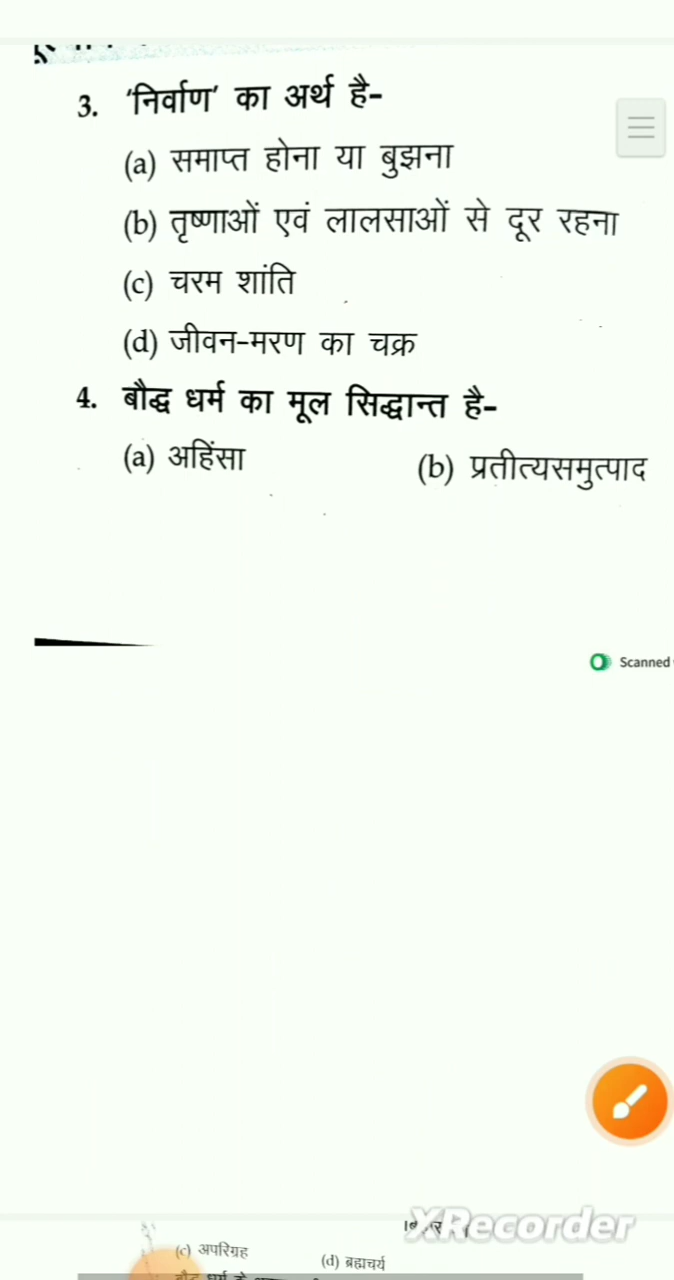 3. 'निर्वाण' का अर्थ है-
(a) समाप्त होना या बुझना
(b) तृष्णाओं एवं लालसाओं से दूर रहना
(c) चरम शांति
(d) जीवन-मरण का चक्र
4. बौद्ध धर्म का मूल सिद्धान्त है-
(a) अहिंसा (b) प्रतीत्यसमुत्पाद
Scanned
XRecorder
(c) अपरिग्रह (d) ब्रह्मचर्य